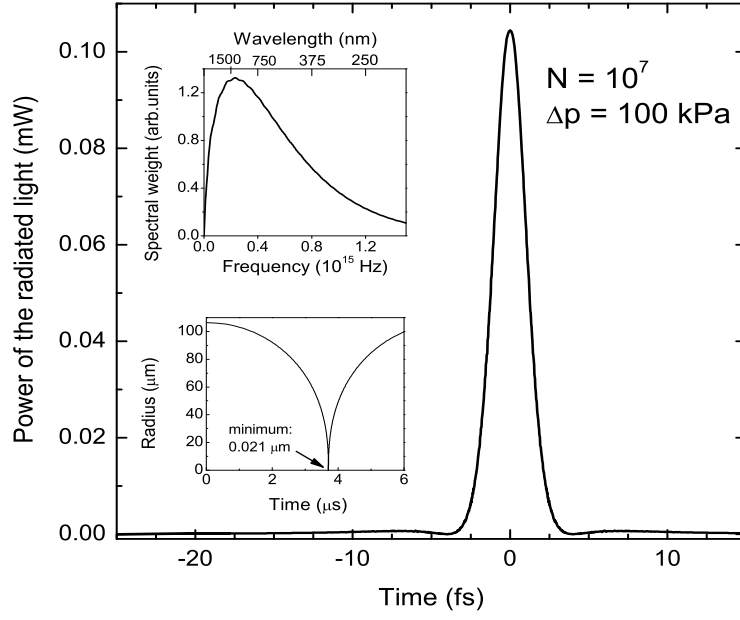 Power of the radiated light (mW)
0.10
0.08
0.06
0.04
0.02
0.00
-20
-10
0
10
Time (fs)
N = 10⁷
Δp = 100 kPa
Wavelength (nm)
1500 750 375 250
Spectral weight (arb.units)
1.2
0.8
0.4
0.0
0.0 0.4 0.8 1.2
Frequency (10¹⁵ Hz)
Radius (μm)
100
80
60
40
20
0
minimum:
0.021 μm
0 2 4 6
Time (μs)